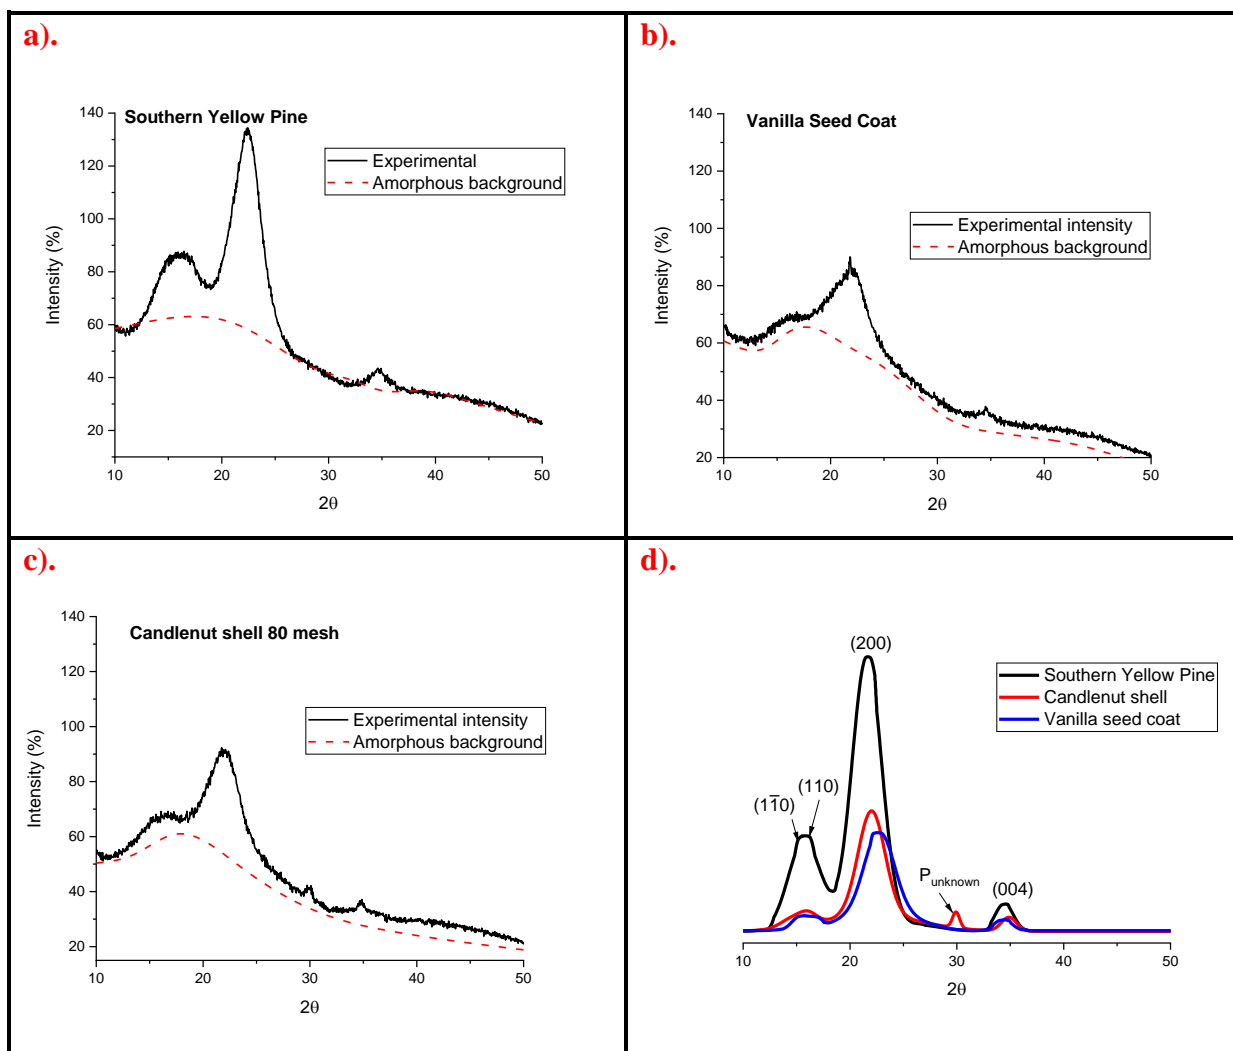 a).
Southern Yellow Pine
Experimental
Amorphous background
Intensity (%)
140
120
100
80
60
40
20
10 20 30 40 50
2θ
b).
Vanilla Seed Coat
Experimental intensity
Amorphous background
Intensity (%)
140
120
100
80
60
40
20
10 20 30 40 50
2θ
c).
Candlenut shell 80 mesh
Experimental intensity
Amorphous background
Intensity (%)
140
120
100
80
60
40
20
10 20 30 40 50
2θ
d).
(200)
Southern Yellow Pine
Candlenut shell
Vanilla seed coat
(11̅0)
(110)
Punknown
(004)
10 20 30 40 50
2θ